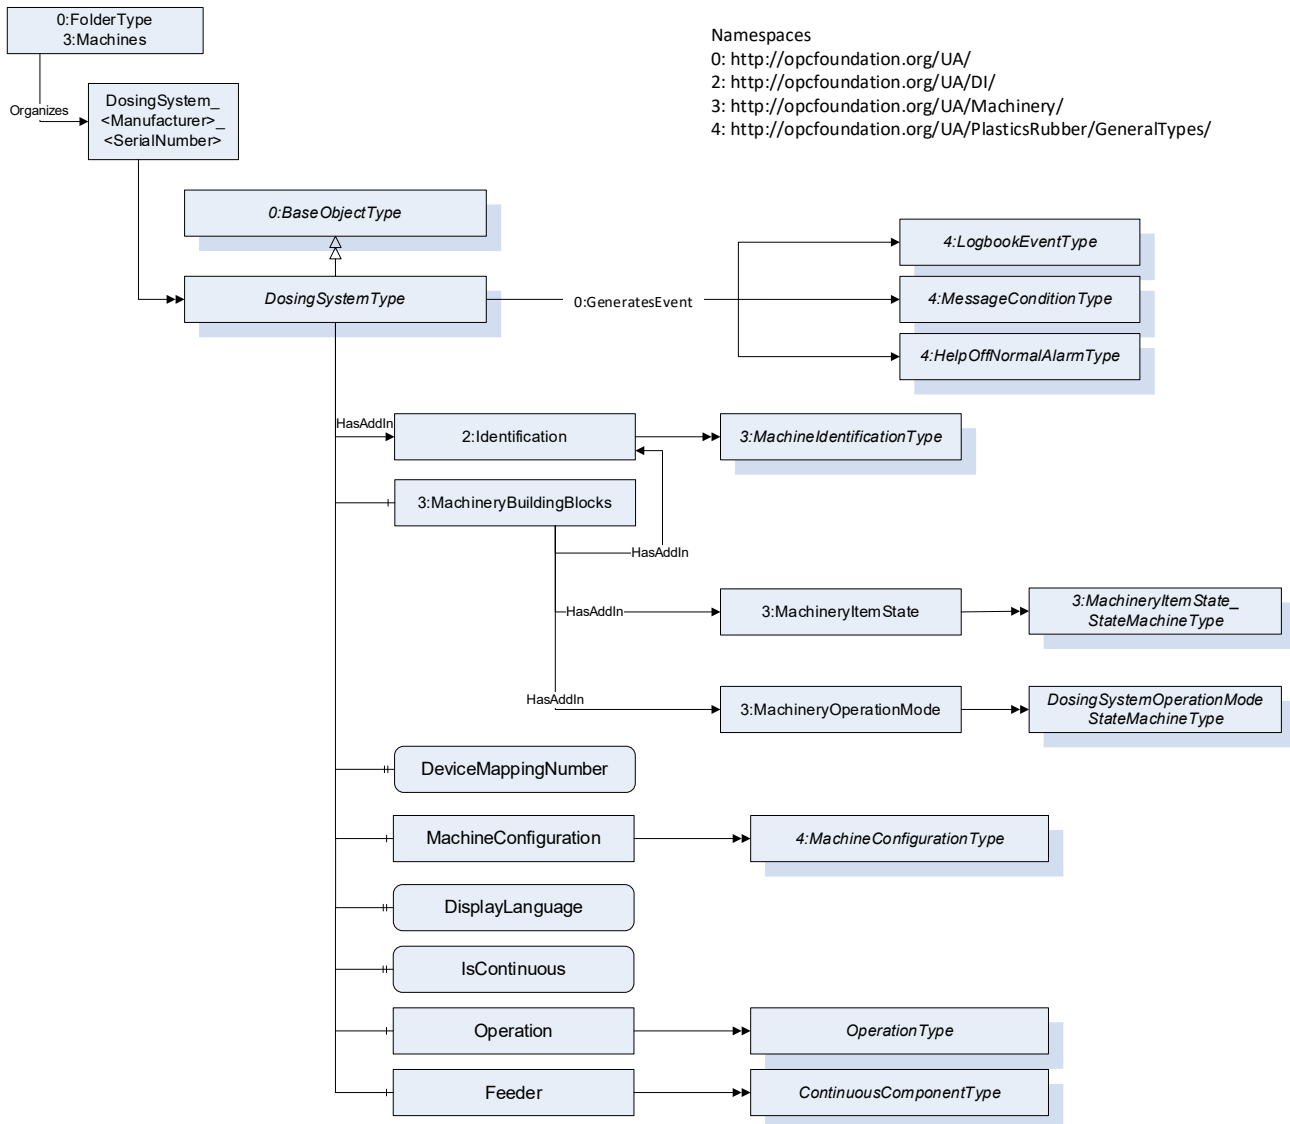 0:FolderType
3:Machines
Namespaces
0: http://opcfoundation.org/UA/
2: http://opcfoundation.org/UA/DI/
3: http://opcfoundation.org/UA/Machinery/
4: http://opcfoundation.org/UA/PlasticsRubber/GeneralTypes/
Organizes
DosingSystem_
<Manufacturer>_
<SerialNumber>
0:BaseObjectType
DosingSystemType
0:GeneratesEvent
4:LogbookEventType
4:MessageConditionType
4:HelpOffNormalAlarmType
HasAddIn
2:Identification
3:MachineIdentificationType
3:MachineryBuildingBlocks
HasAddIn
HasAddIn
3:MachineryItemState
3:MachineryItemState_
StateMachineType
HasAddIn
3:MachineryOperationMode
DosingSystemOperationMode
StateMachineType
DeviceMappingNumber
MachineConfiguration
4:MachineConfigurationType
DisplayLanguage
IsContinuous
Operation
OperationType
Feeder
ContinuousComponentType